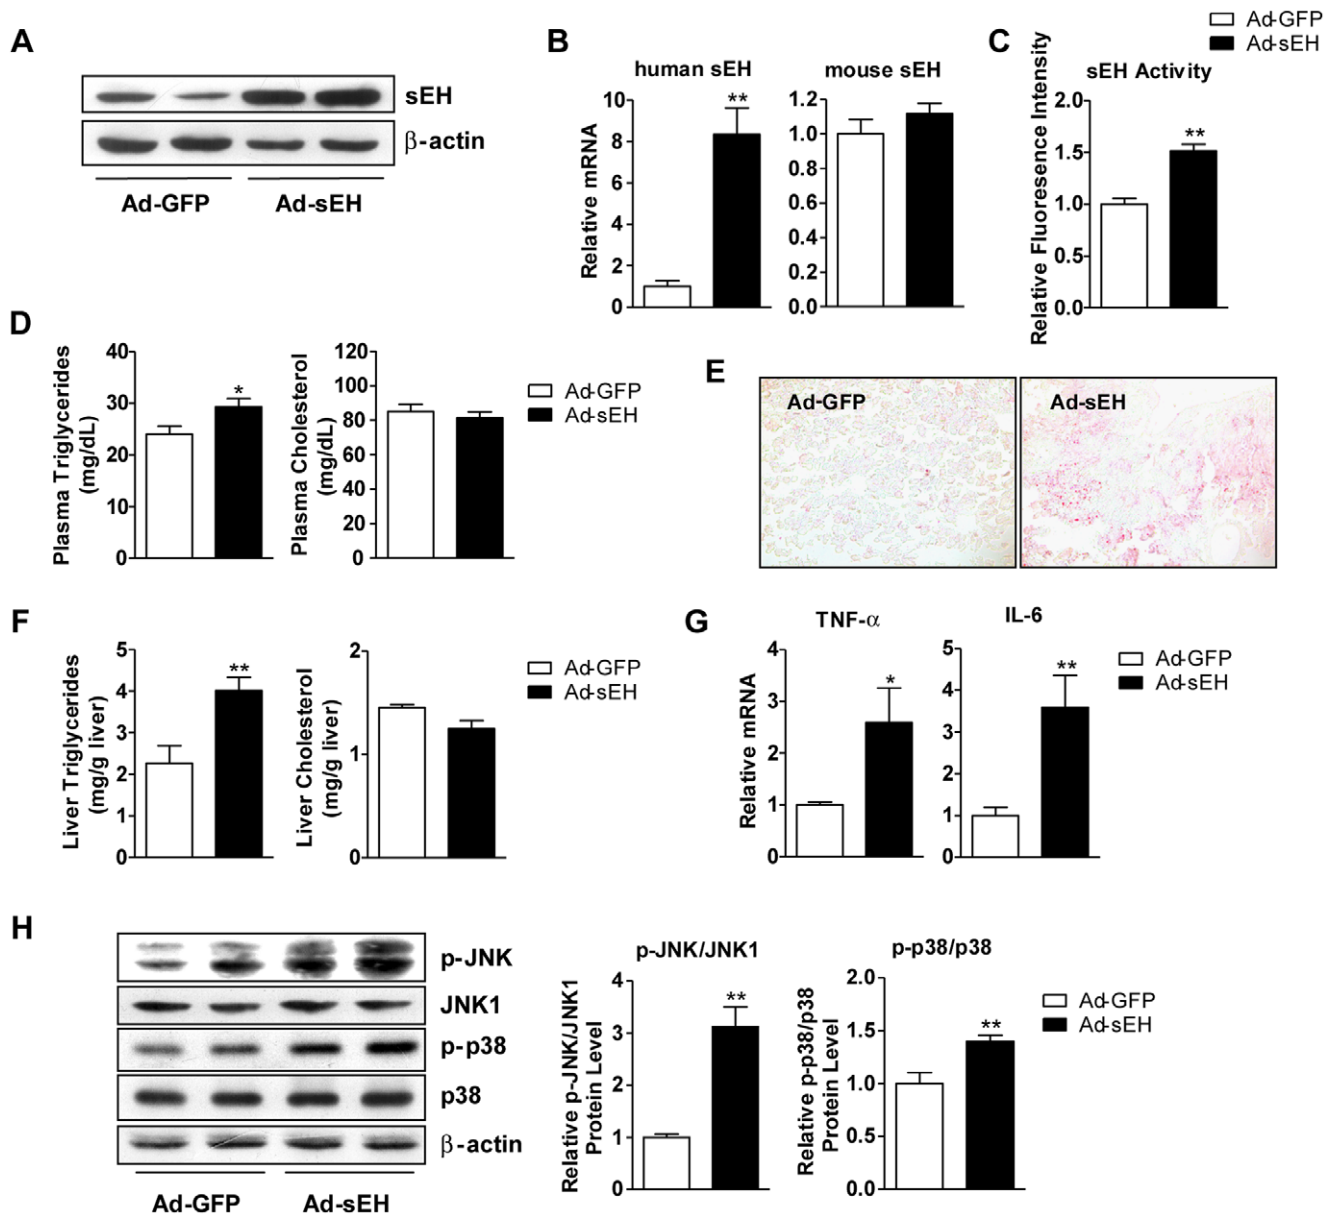 A
sEH
β-actin
Ad-GFP Ad-sEH
B
human sEH
Relative mRNA
10
8
6
4
2
0
**
mouse sEH
1.2
1.0
0.8
0.6
0.4
0.2
0.0
C
Ad-GFP
Ad-sEH
sEH Activity
Relative Fluoresence Intensity
2.0
1.5
1.0
0.5
0.0
**
D
Plasma Triglycerides
(mg/dL)
40
30
20
10
0
*
Plasma Cholesterol
(mg/dL)
120
100
80
60
40
20
0
Ad-GFP
Ad-sEH
E
Ad-GFP
Ad-sEH
F
Liver Triglycerides
(mg/g liver)
5
4
3
2
1
0
**
Liver Cholesterol
(mg/g liver)
2
1
0
Ad-GFP
Ad-sEH
G
TNF-α
Relative mRNA
4
3
2
1
0
*
IL-6
5
4
3
2
1
0
**
Ad-GFP
Ad-sEH
H
p-JNK
JNK1
p-p38
p38
β-actin
Ad-GFP Ad-sEH
p-JNK/JNK1
Relative p-JNK/JNK1
Protein Level
4
3
2
1
0
**
p-p38/p38
Relative p-p38/p38
Protein Level
2.0
1.5
1.0
0.5
0.0
**
Ad-GFP
Ad-sEH